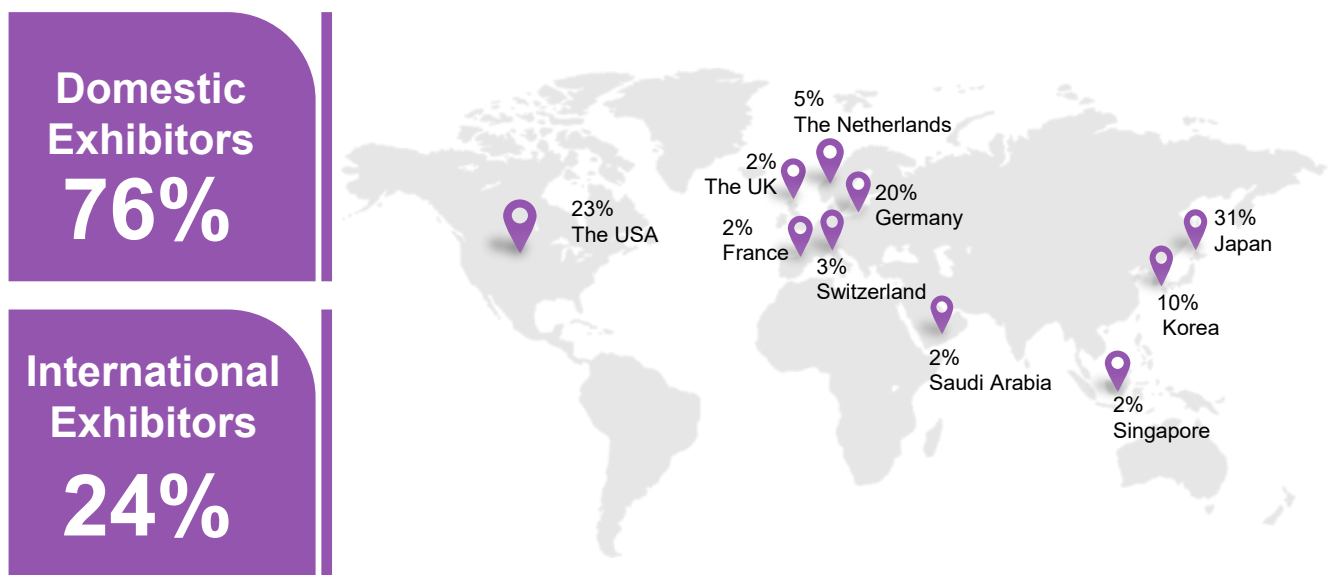 Domestic
Exhibitors
76%
International
Exhibitors
24%
23%
The USA
5%
The Netherlands
2%
The UK
20%
Germany
2%
France
3%
Switzerland
2%
Saudi Arabia
31%
Japan
10%
Korea
2%
Singapore